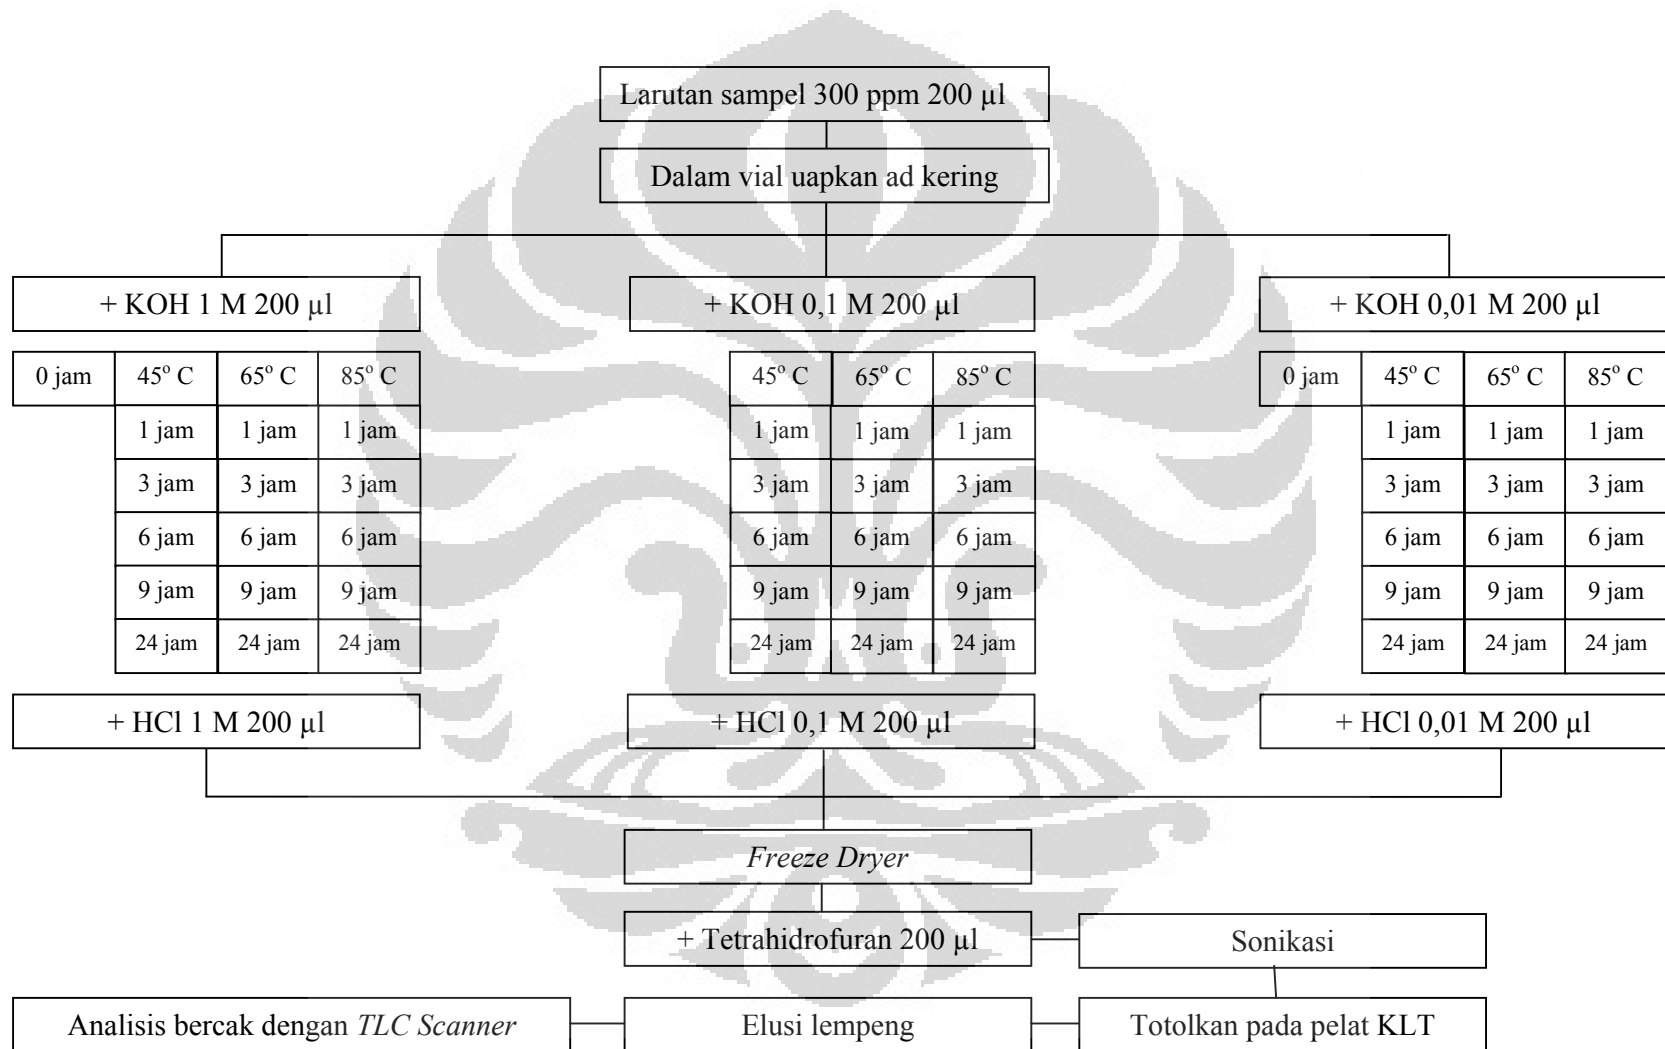 Larutan sampel 300 ppm 200 µl
Dalam vial uapkan ad kering
+ KOH 1 M 200 µl
+ KOH 0,1 M 200 µl
+ KOH 0,01 M 200 µl
0 jam 45° C 65° C 85° C
1 jam 1 jam 1 jam
3 jam 3 jam 3 jam
6 jam 6 jam 6 jam
9 jam 9 jam 9 jam
24 jam 24 jam 24 jam
45° C 65° C 85° C
1 jam 1 jam 1 jam
3 jam 3 jam 3 jam
6 jam 6 jam 6 jam
9 jam 9 jam 9 jam
24 jam 24 jam 24 jam
0 jam 45° C 65° C 85° C
1 jam 1 jam 1 jam
3 jam 3 jam 3 jam
6 jam 6 jam 6 jam
9 jam 9 jam 9 jam
24 jam 24 jam 24 jam
+ HCl 1 M 200 µl
+ HCl 0,1 M 200 µl
+ HCl 0,01 M 200 µl
Freeze Dryer
+ Tetrahidrofuran 200 µl
Sonikasi
Analisis bercak dengan TLC Scanner
Elusi lempeng
Totolkan pada pelat KLT